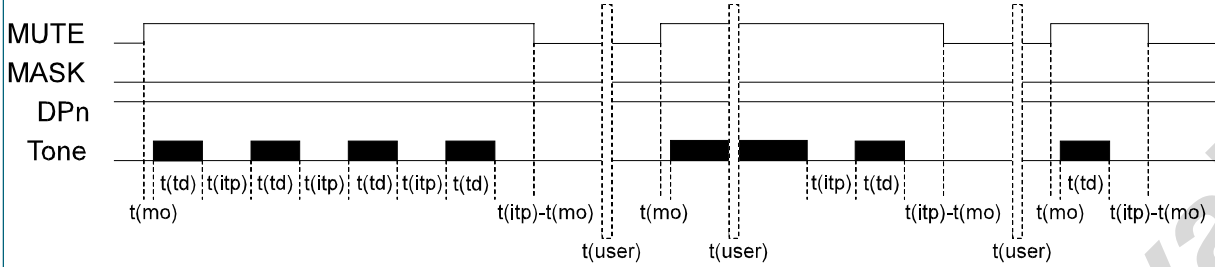 MUTE
MASK
DPn
Tone
t(td) t(itp) t(td) t(itp) t(td) t(itp) t(td) t(itp) t(td) t(td)
t(mo) t(itp)-t(mo) t(mo) t(itp)-t(mo) t(mo) t(itp)-t(mo)
t(user) t(user) t(user)